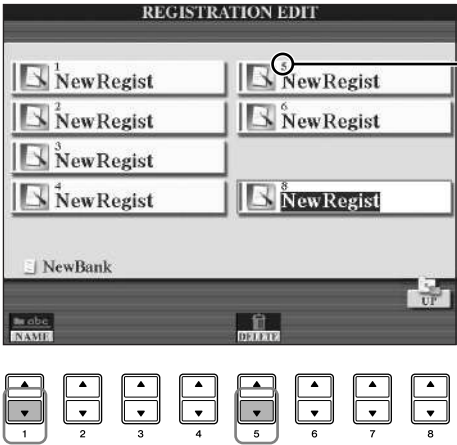 REGISTRATION EDIT
1
NewRegist
5
NewRegist
2
NewRegist
6
NewRegist
3
NewRegist
4
NewRegist
8
NewRegist
NewBank
UP
abc
NAME
DELETE
1 2 3 4 5 6 7 8